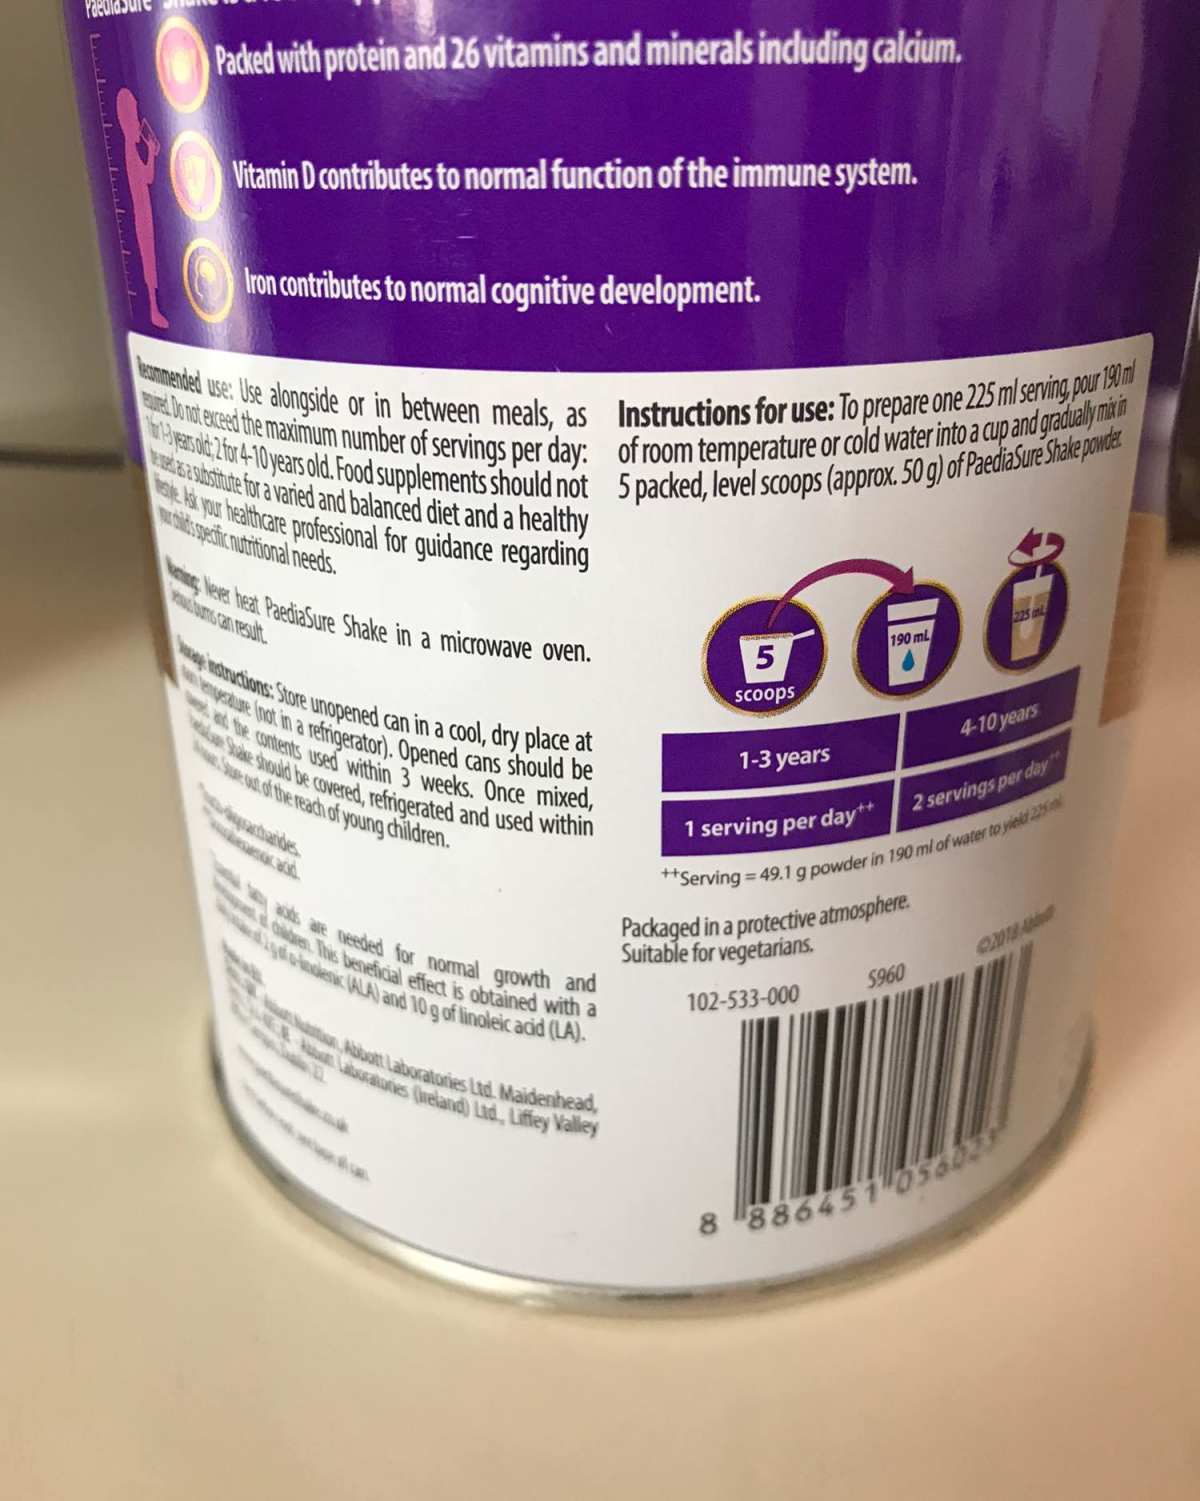 PaediaSure
Packed with protein and 26 vitamins and minerals including calcium.
Vitamin D contributes to normal function of the immune system.
Iron contributes to normal cognitive development.
Recommended use: Use alongside or in between meals, as
required. Do not exceed the maximum number of servings per day:
1 for 1-3 years old; 2 for 4-10 years old. Food supplements should not
be used as a substitute for a varied and balanced diet and a healthy
lifestyle. Ask your healthcare professional for guidance regarding
your child's specific nutritional needs.
Warning: Never heat PaediaSure Shake in a microwave oven.
Serious burns can result.
Storage instructions: Store unopened can in a cool, dry place at
room temperature (not in a refrigerator). Opened cans should be
and the contents used within 3 weeks. Once mixed,
PaediaSure Shake should be covered, refrigerated and used within
hours. Store out of the reach of young children.
acid.
fatty acids are needed for normal growth and
development of children. This beneficial effect is obtained with a
of 2 g of α-linolenic (ALA) and 10 g of linoleic acid (LA).
Abbott Nutrition, Abbott Laboratories Ltd. Maidenhead,
Abbott Laboratories (Ireland) Ltd., Liffey Valley
Instructions for use: To prepare one 225 ml serving, pour 190 ml
of room temperature or cold water into a cup and gradually mix in
5 packed, level scoops (approx. 50 g) of PaediaSure Shake powder.
5
scoops
190 mL
225 mL
1-3 years
4-10 years
1 serving per day++
2 servings per day++
++Serving = 49.1 g powder in 190 ml of water to yield 225 ml
Packaged in a protective atmosphere.
Suitable for vegetarians.
©2018 Abbott
102-533-000
S960
8 886451